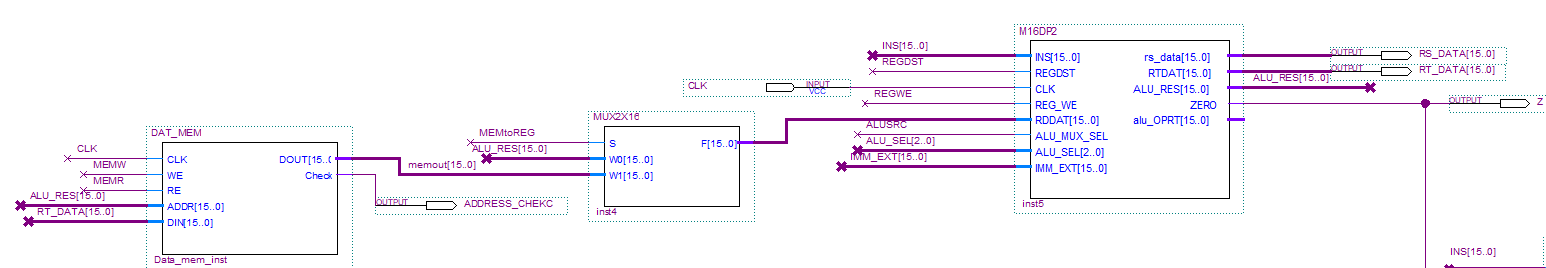 DAT_MEM
CLK
MEMW
MEMR
ALU_RES[15..0]
RT_DATA[15..0]
CLK
WE
RE
ADDR[15..0]
DIN[15..0]
DOUT[15..0
Check
Data_mem_inst
OUTPUT
ADDRESS_CHEKC
MUX2X16
MEMtoREG
ALU_RES[15..0]
memout[15..0]
S
W0[15..0]
W1[15..0]
F[15..0]
inst4
CLK
INPUT
VCC
M16DP2
INS[15..0]
REGDST
REGWE
ALUSRC
ALU_SEL[2..0]
IMM_EXT[15..0]
INS[15..0]
REGDST
CLK
REG_WE
RDDAT[15..0]
ALU_MUX_SEL
ALU_SEL[2..0]
IMM_EXT[15..0]
rs_data[15..0]
RTDAT[15..0]
ALU_RES[15..0]
ZERO
alu_OPRT[15..0]
inst5
OUTPUT
RS_DATA[15..0]
OUTPUT
RT_DATA[15..0]
ALU_RES[15..0]
OUTPUT
Z
INS[15..0]